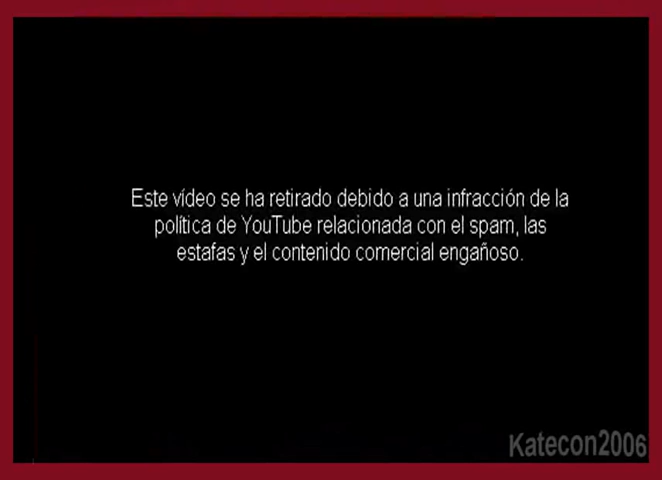 Este vídeo se ha retirado debido a una infracción de la
política de YouTube relacionada con el spam, las
estafas y el contenido comercial engañoso.
Katecon2006